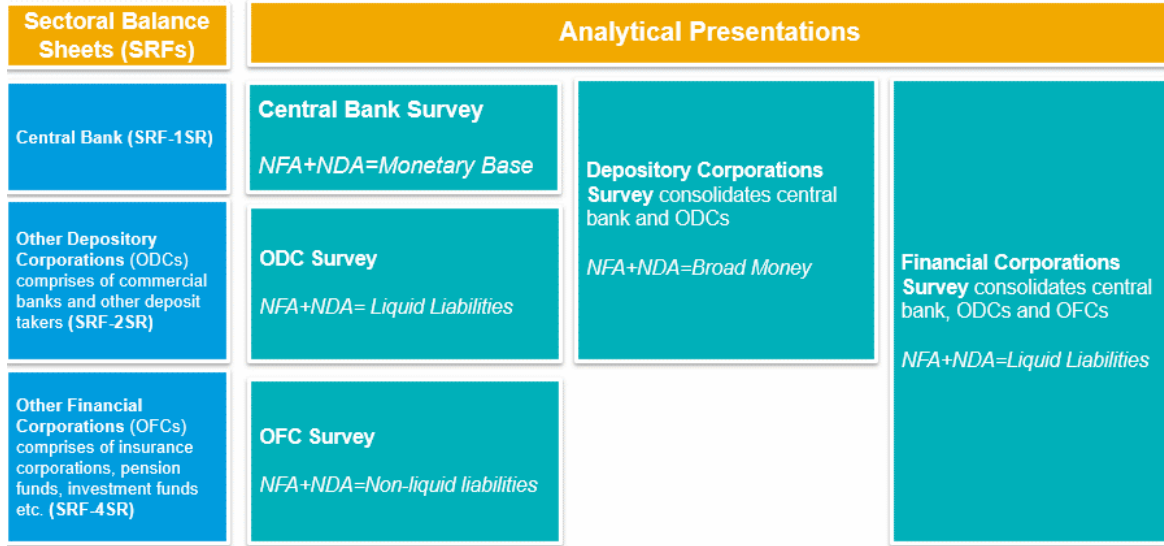 Sectoral Balance
Sheets (SRFs)
Analytical Presentations
Central Bank (SRF-1SR)
Central Bank Survey
NFA+NDA=Monetary Base
Depository Corporations
Survey consolidates central
bank and ODCs
NFA+NDA=Broad Money
Financial Corporations
Survey consolidates central
bank, ODCs and OFCs
NFA+NDA=Liquid Liabilities
Other Depository
Corporations (ODCs)
comprises of commercial
banks and other deposit
takers (SRF-2SR)
ODC Survey
NFA+NDA= Liquid Liabilities
Other Financial
Corporations (OFCs)
comprises of insurance
corporations, pension
funds, investment funds
etc. (SRF-4SR)
OFC Survey
NFA+NDA=Non-liquid liabilities